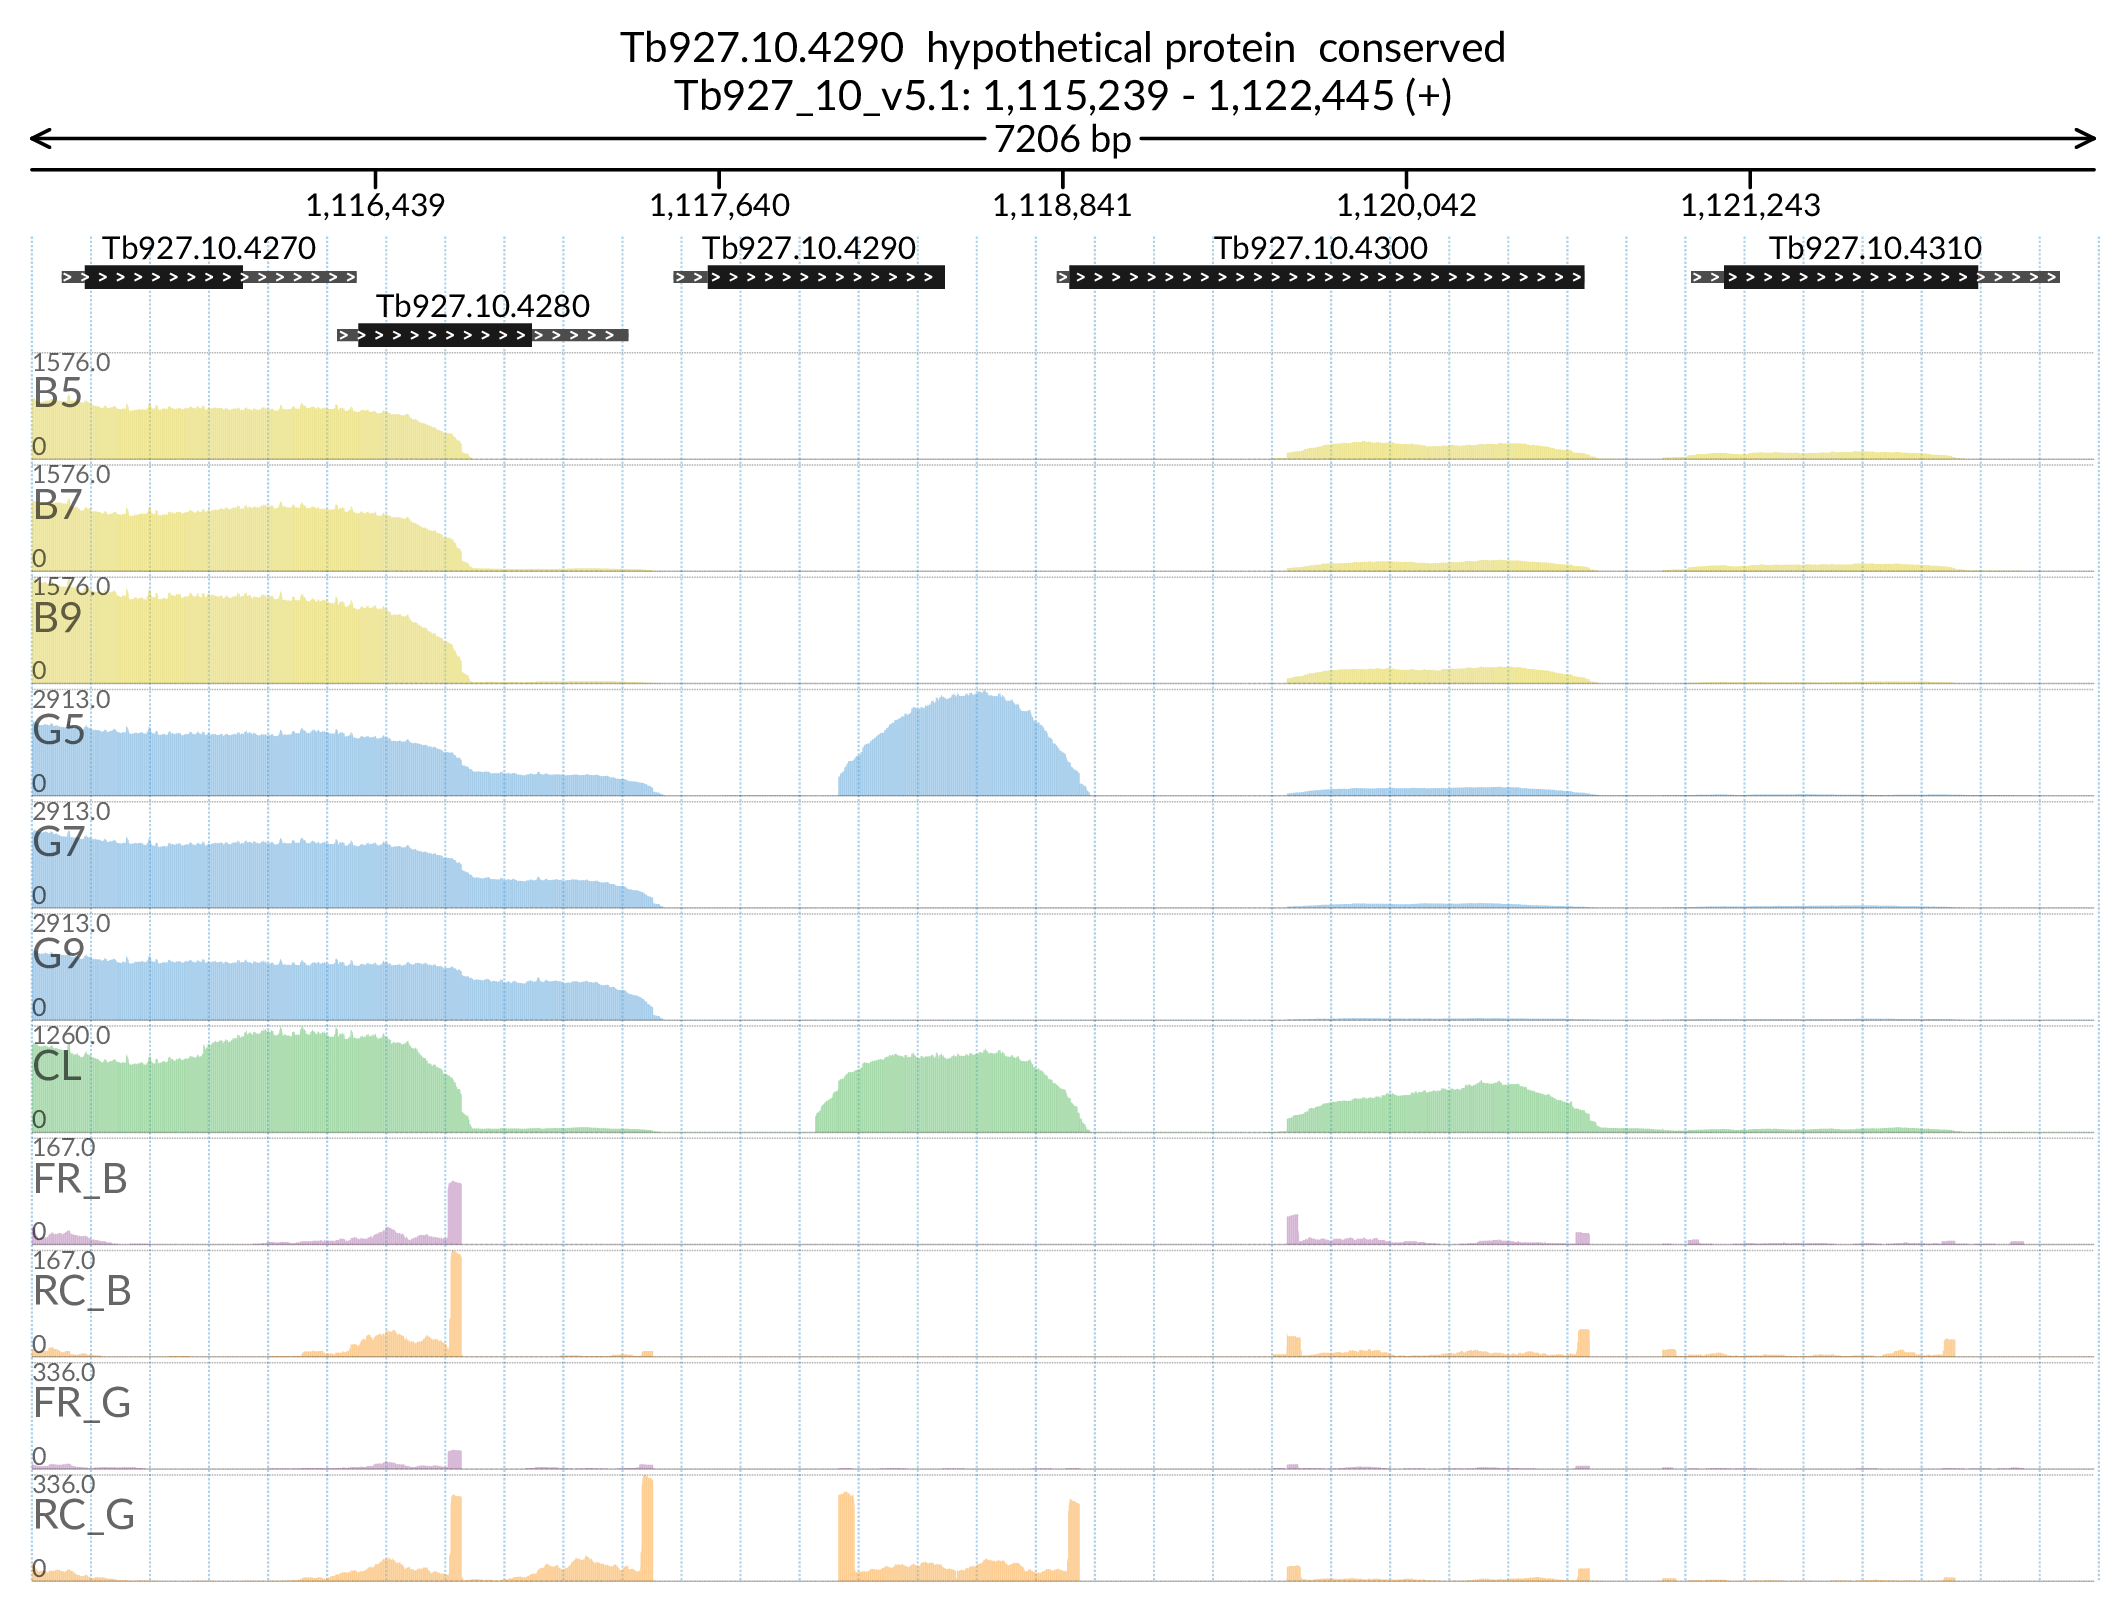 Tb927.10.4290  hypothetical protein  conserved
Tb927_10_v5.1: 1,115,239 - 1,122,445 (+)
7206 bp
1,116,439 1,117,640 1,118,841 1,120,042 1,121,243
Tb927.10.4270 Tb927.10.4290 Tb927.10.4300 Tb927.10.4310
Tb927.10.4280
1576.0
B5
0
1576.0
B7
0
1576.0
B9
0
2913.0
G5
0
2913.0
G7
0
2913.0
G9
0
1260.0
CL
0
167.0
FR_B
0
167.0
RC_B
0
336.0
FR_G
0
336.0
RC_G
0